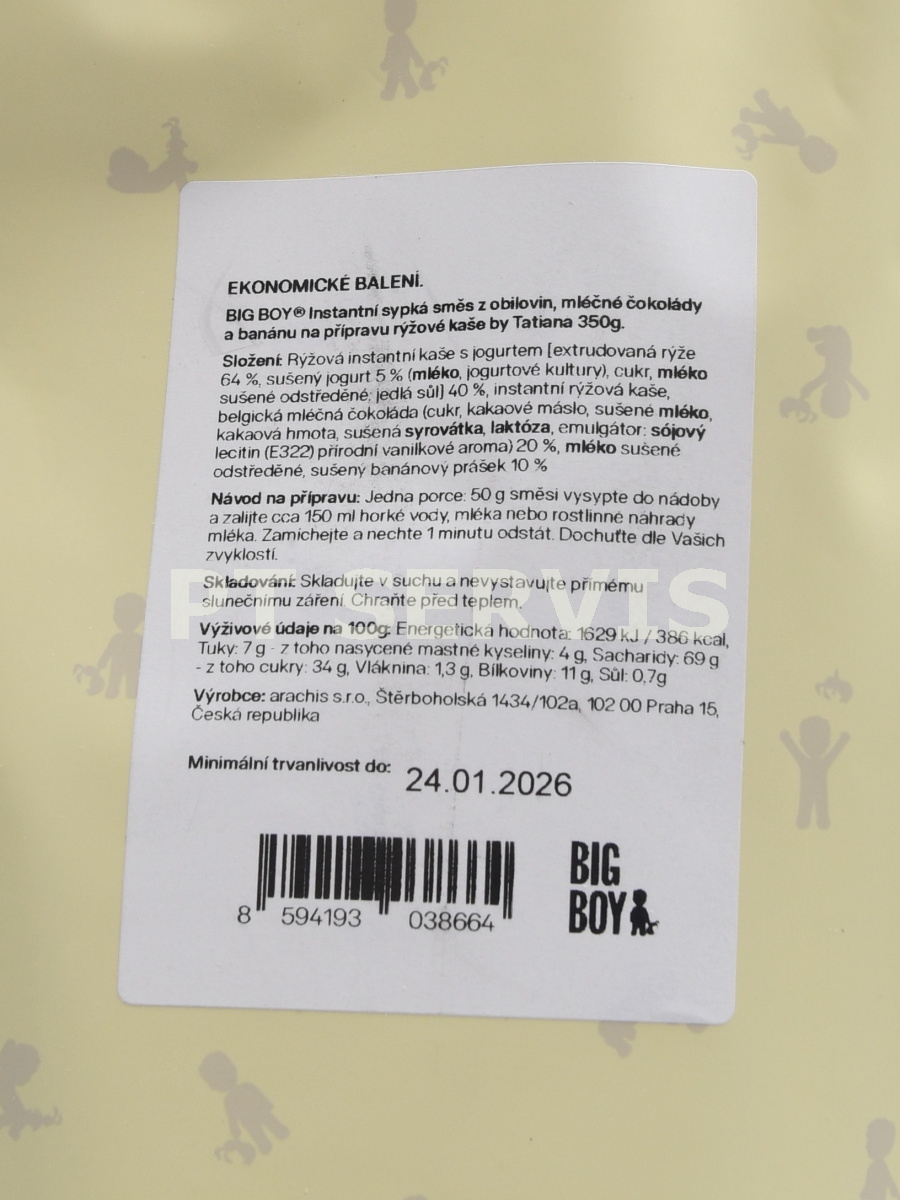 EKONOMICKÉ BALENÍ.
BIG BOY® Instantní sypká směs z obilovin, mléčné čokolády
a banánu na přípravu rýžové kaše by Tatiana 350g.
Složení: Rýžová instantní kaše s jogurtem [extrudovaná rýže
64 %, sušený jogurt 5 % (mléko, jogurtové kultury), cukr, mléko
sušené odstředěné, jedlá sůl] 40 %, instantní rýžová kaše,
belgická mléčná čokoláda (cukr, kakaové máslo, sušené mléko,
kakaová hmota, sušená syrovátka, laktóza, emulgátor: sójový
lecitin (E322) přírodní vanilkové aroma) 20 %, mléko sušené
odstředěné, sušený banánový prášek 10 %
Návod na přípravu: Jedna porce: 50 g směsi vysypte do nádoby
a zalijte cca 150 ml horké vody, mléka nebo rostlinné náhrady
mléka. Zamíchejte a nechte 1 minutu odstát. Dochuťte dle Vašich
zvyklostí.
Skladování: Skladujte v suchu a nevystavujte přímému
slunečnímu záření. Chraňte před teplem.
PT SERVIS
Výživové údaje na 100g: Energetická hodnota: 1629 kJ / 386 kcal,
Tuky: 7 g - z toho nasycené mastné kyseliny: 4 g, Sacharidy: 69 g
- z toho cukry: 34 g, Vláknina: 1,3 g, Bílkoviny: 11 g, Sůl: 0,7g
Výrobce: arachis s.r.o., Štěrboholská 1434/102a, 102 00 Praha 15,
Česká republika
Minimální trvanlivost do: 24.01.2026
8 594193 038664
BIG
BOY